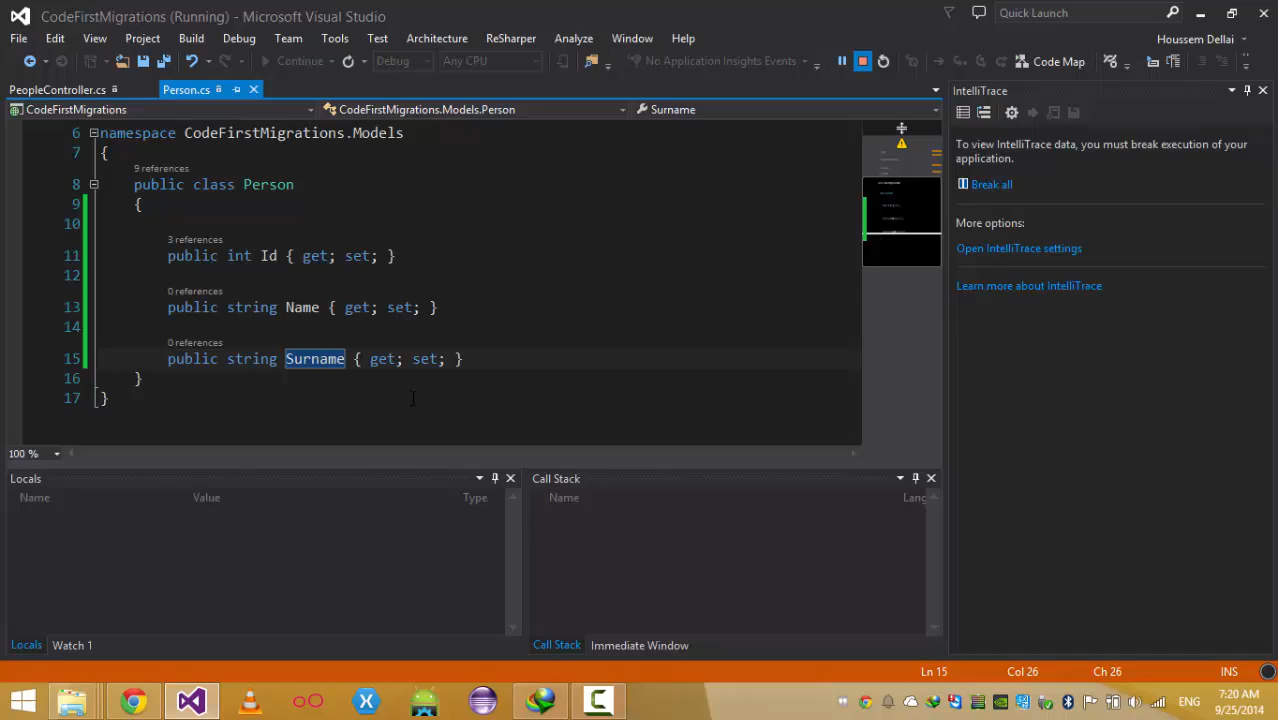 CodeFirstMigrations (Running) - Microsoft Visual Studio
Quick Launch
File Edit View Project Build Debug Team Tools Test Architecture ReSharper Analyze Window Help
Houssem Dellai
Continue Debug Any CPU No Application Insights Events Code Map
PeopleController.cs Person.cs
CodeFirstMigrations CodeFirstMigrations.Models.Person Surname
6 namespace CodeFirstMigrations.Models
7 {
9 references
8 public class Person
9 {
10
3 references
11 public int Id { get; set; }
12
0 references
13 public string Name { get; set; }
14
0 references
15 public string Surname { get; set; }
16 }
17 }
100 %
IntelliTrace
To view IntelliTrace data, you must break execution of your
application.
Break all
More options:
Open IntelliTrace settings
Learn more about IntelliTrace
Locals
Name Value Type
Call Stack
Name Lang
Locals Watch 1
Call Stack Immediate Window
Ln 15 Col 26 Ch 26 INS
ENG
7:20 AM
9/25/2014